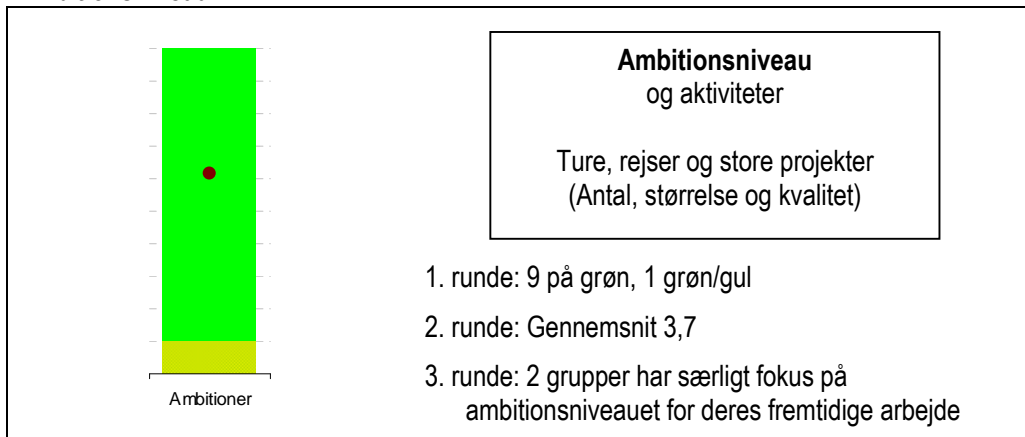 Ambitionsniveau
og aktiviteter
Ture, rejser og store projekter
(Antal, størrelse og kvalitet)
1. runde: 9 på grøn, 1 grøn/gul
2. runde: Gennemsnit 3,7
3. runde: 2 grupper har særligt fokus på
ambitionsniveauet for deres fremtidige arbejde
Ambitioner